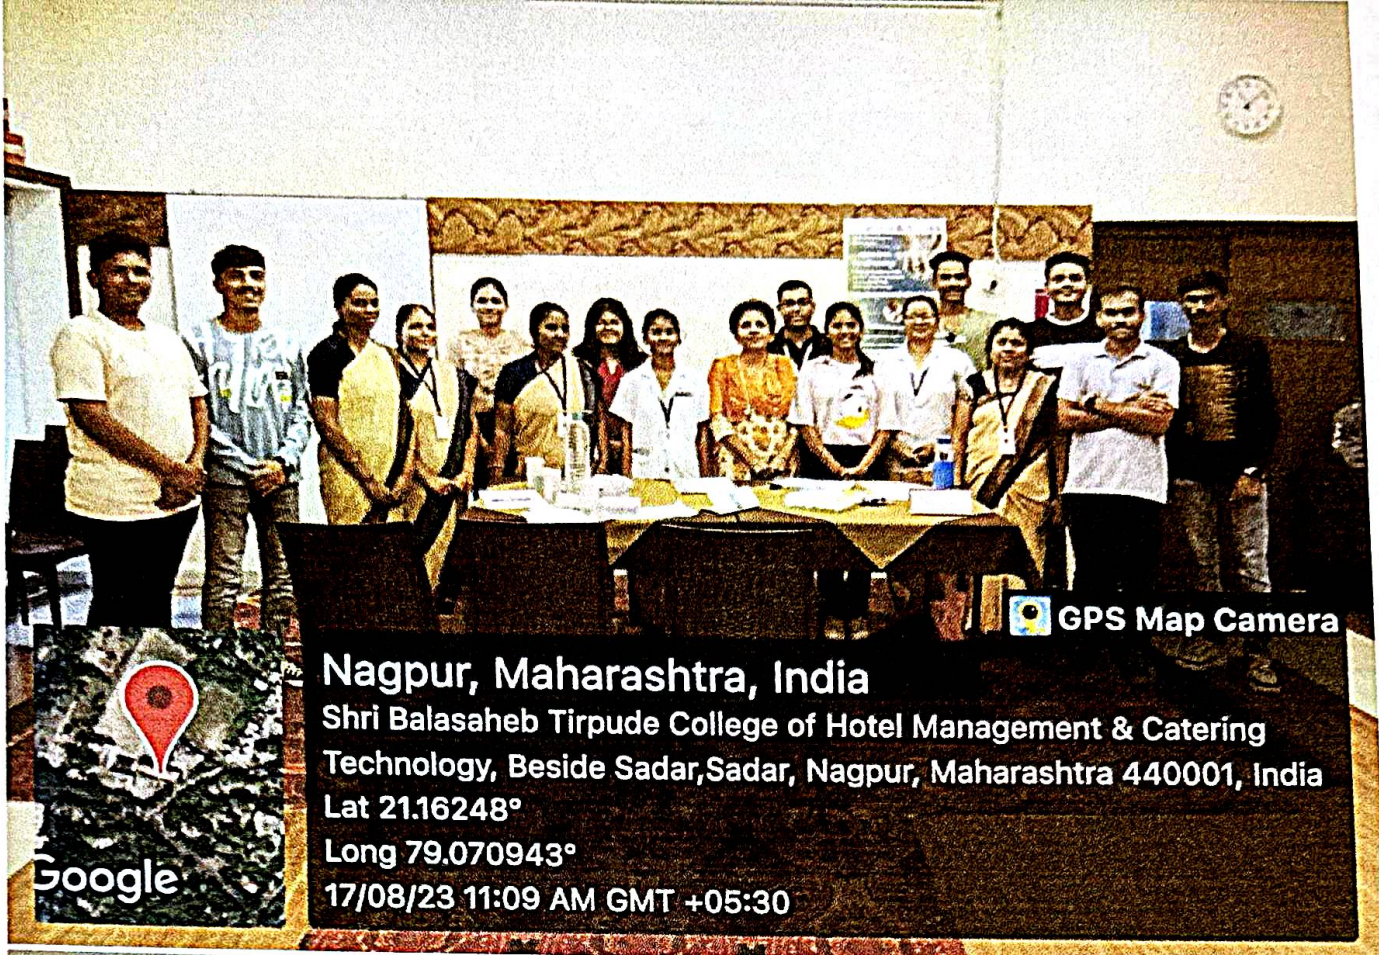 GPS Map Camera
Nagpur, Maharashtra, India
Shri Balasaheb Tirpude College of Hotel Management & Catering
Technology, Beside Sadar,Sadar, Nagpur, Maharashtra 440001, India
Lat 21.16248°
Long 79.070943°
17/08/23 11:09 AM GMT +05:30
Google